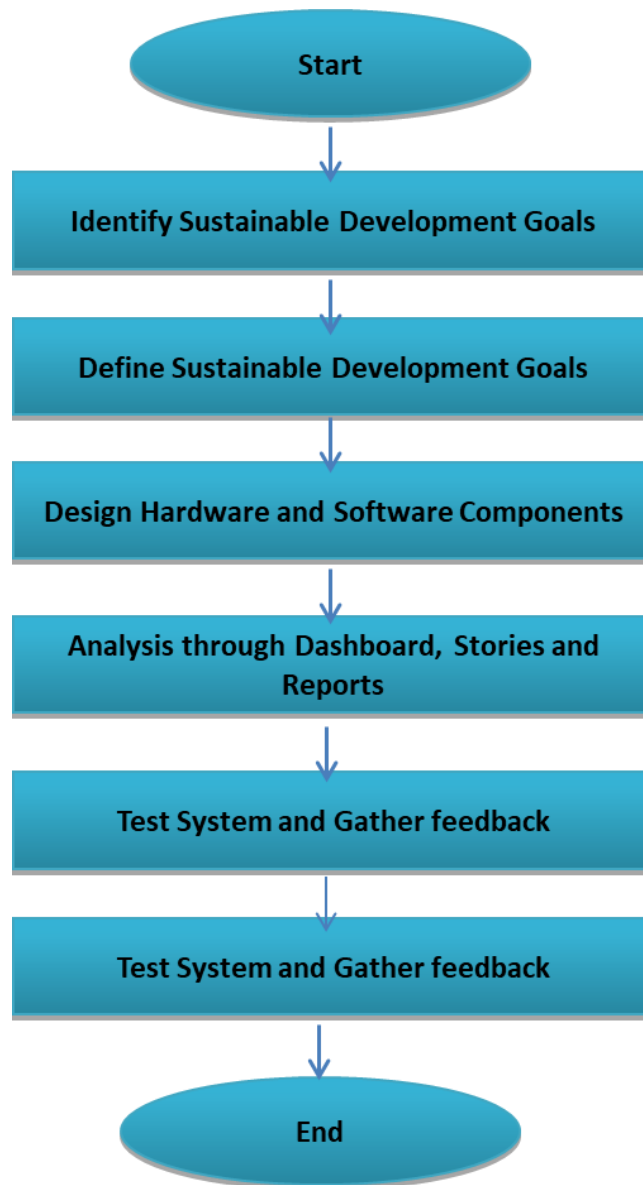 Start
Identify Sustainable Development Goals
Define Sustainable Development Goals
Design Hardware and Software Components
Analysis through Dashboard, Stories and
Reports
Test System and Gather feedback
Test System and Gather feedback
End